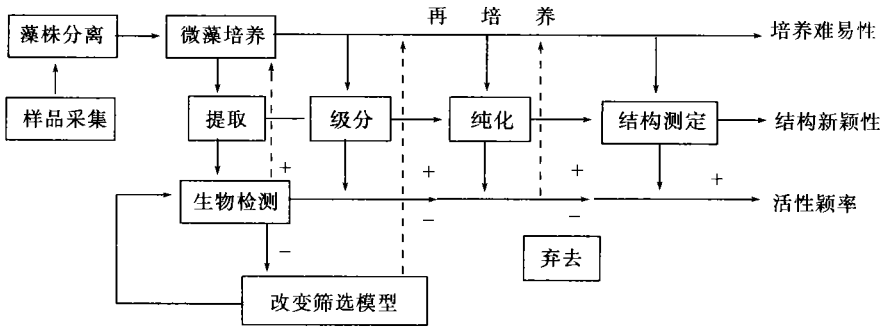 再培养
藻株分离
微藻培养
培养难易性
样品采集
提取
级分
纯化
结构测定
结构新颖性
+
+
+
+
生物检测
活性颖率
−
−
−
弃去
改变筛选模型